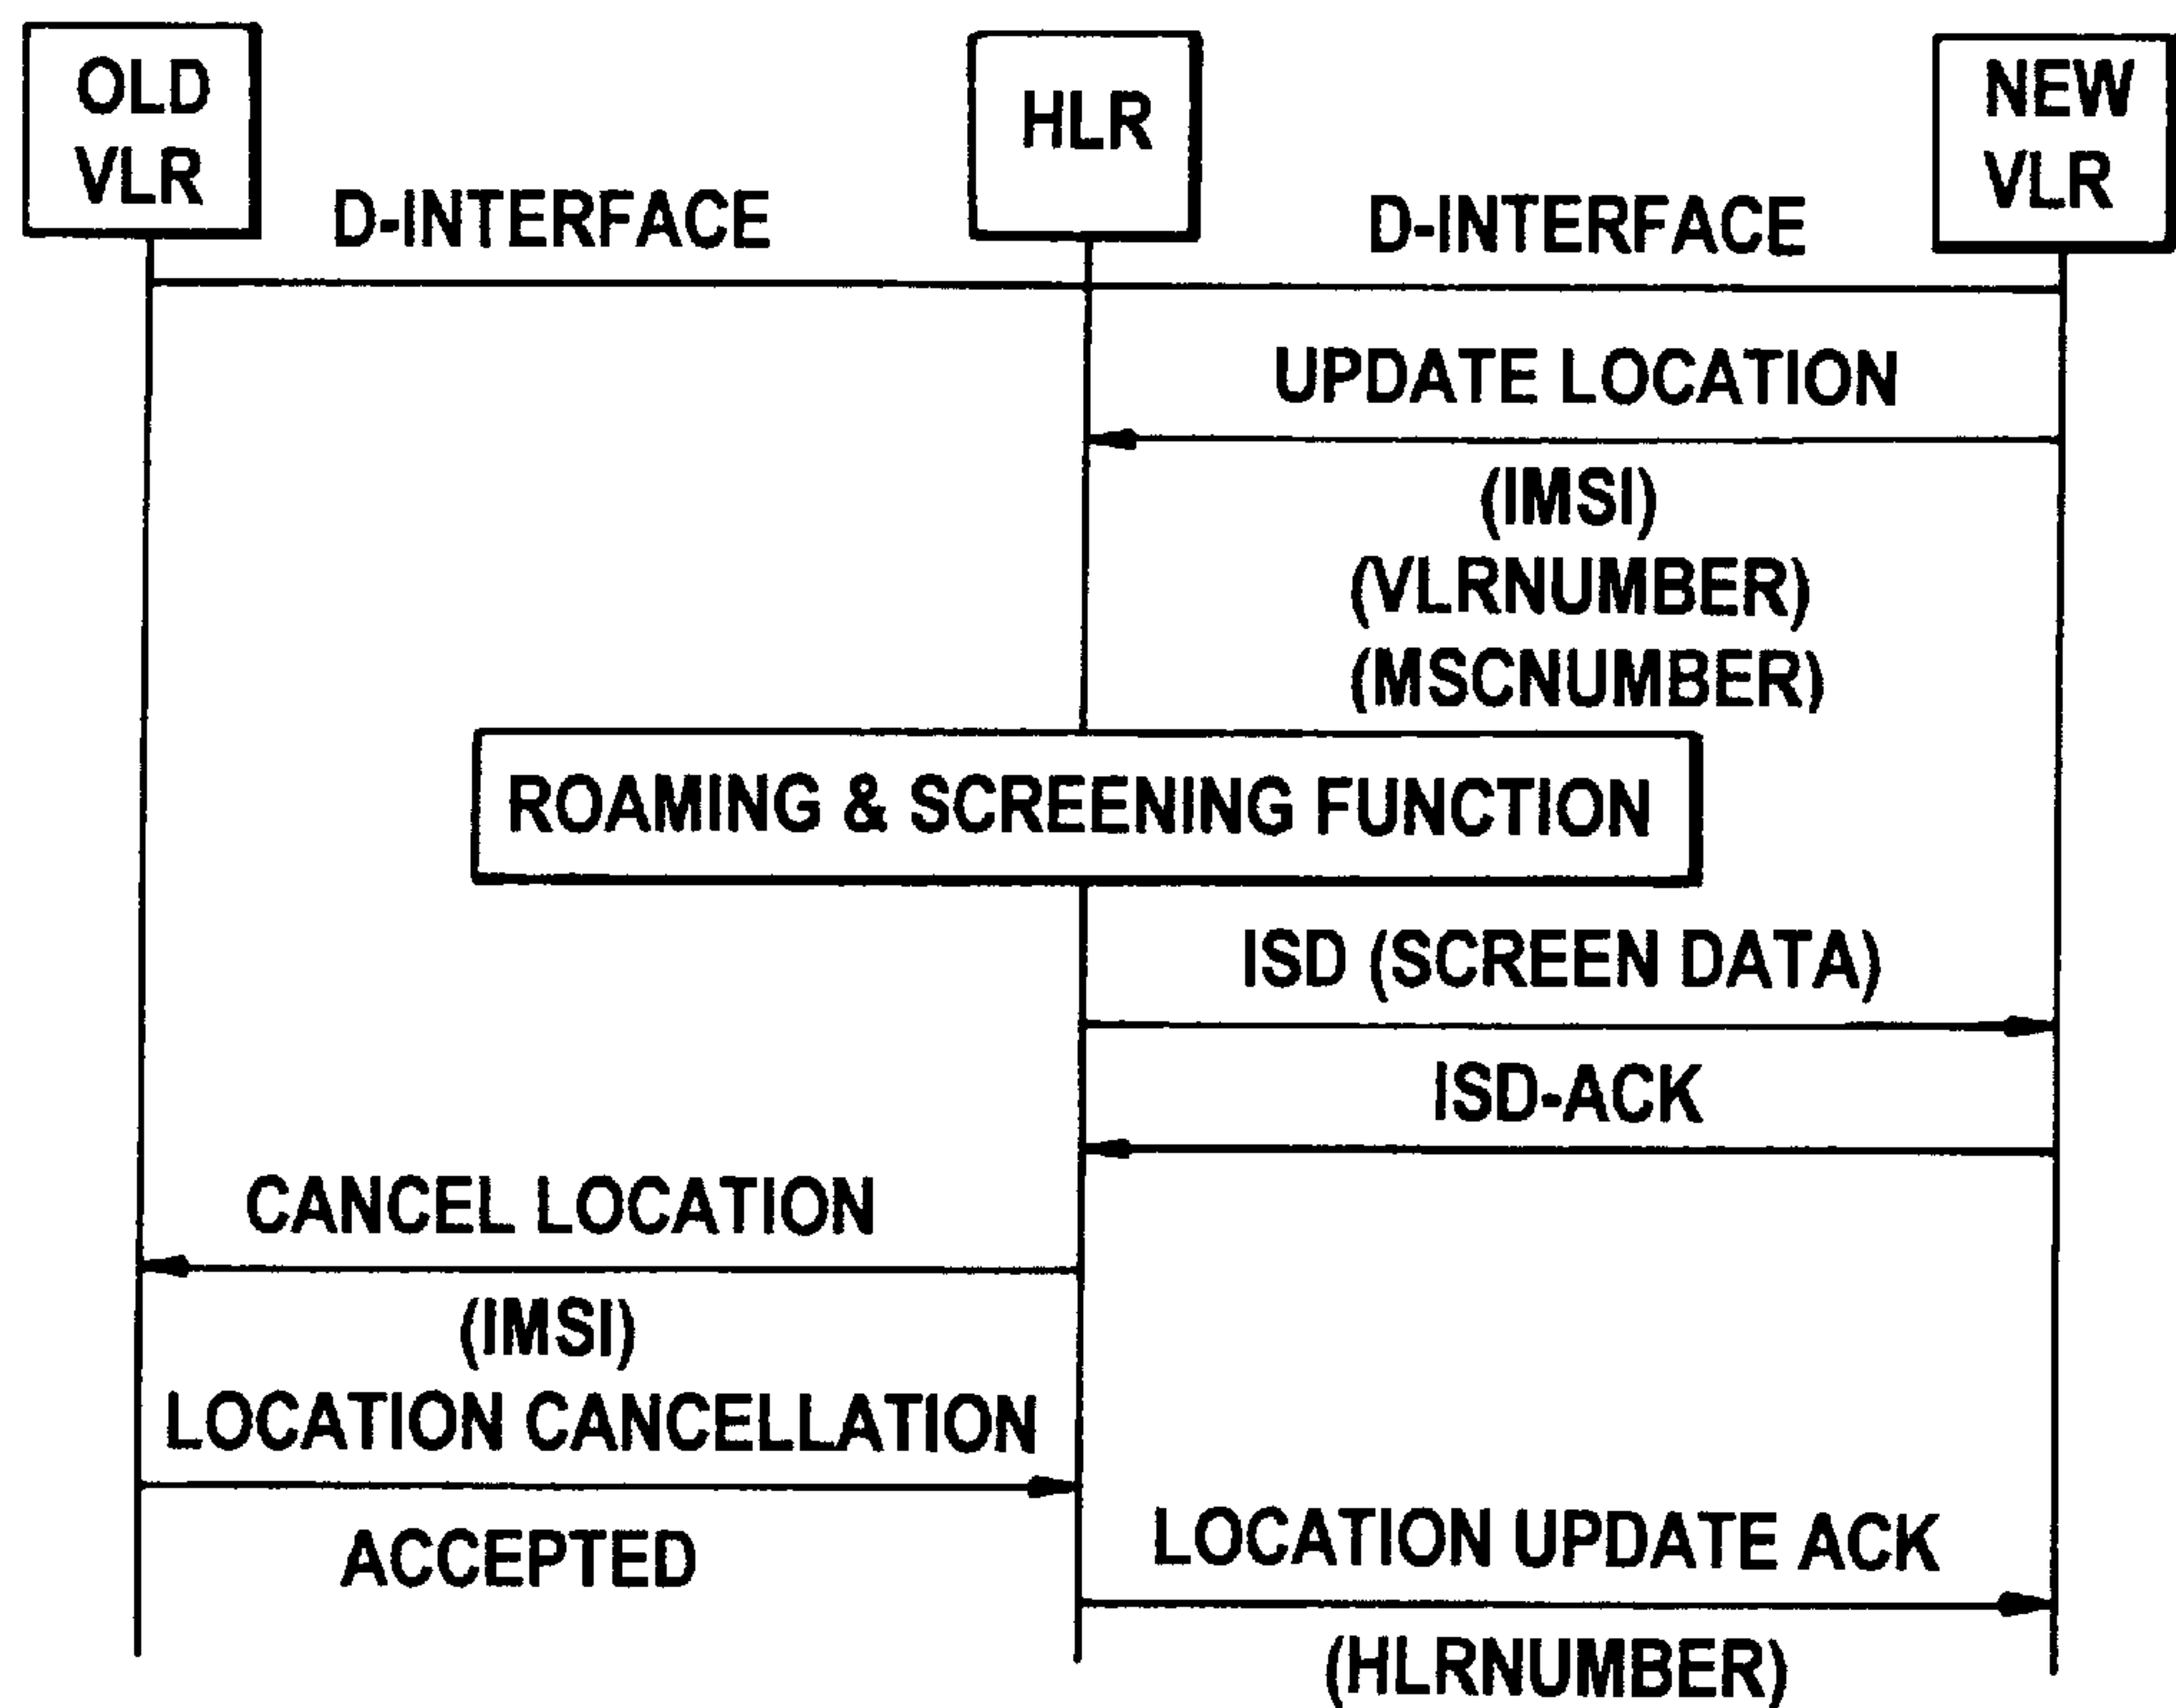 OLD
VLR
HLR
NEW
VLR
D-INTERFACE
D-INTERFACE
UPDATE LOCATION
(IMSI)
(VLRNUMBER)
(MSCNUMBER)
ROAMING & SCREENING FUNCTION
ISD (SCREEN DATA)
ISD-ACK
CANCEL LOCATION
(IMSI)
LOCATION CANCELLATION
ACCEPTED
LOCATION UPDATE ACK
(HLRNUMBER)